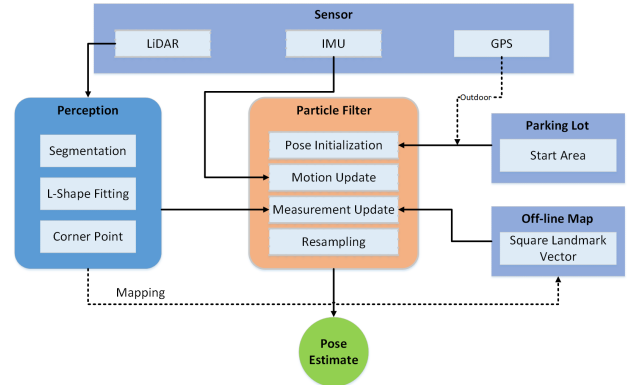 Sensor
LiDAR
IMU
GPS
Outdoor
Perception
Segmentation
L-Shape Fitting
Corner Point
Particle Filter
Pose Initialization
Motion Update
Measurement Update
Resampling
Parking Lot
Start Area
Off-line Map
Square Landmark
Vector
Mapping
Pose
Estimate